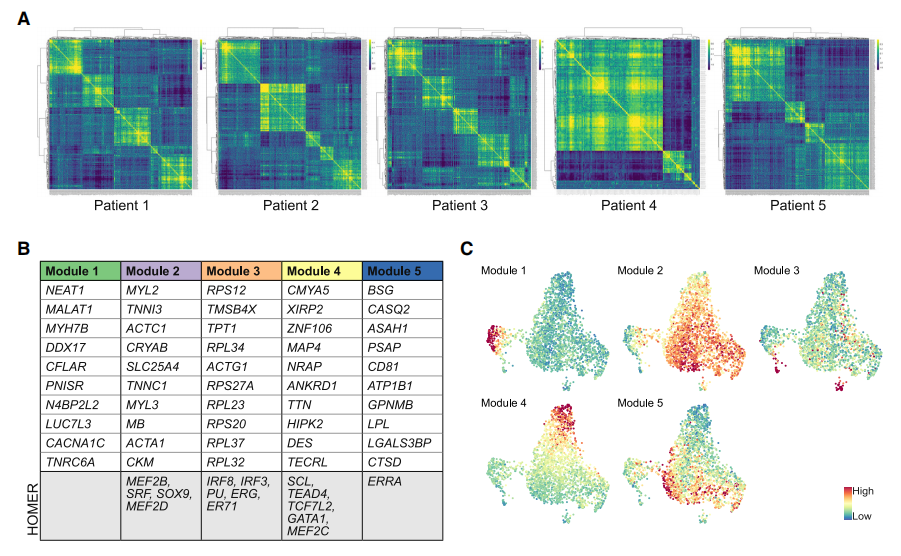 A
Patient 1
Patient 2
Patient 3
Patient 4
Patient 5
B
Module 1 Module 2 Module 3 Module 4 Module 5
NEAT1 MYL2 RPS12 CMYA5 BSG
MALAT1 TNNI3 TMSB4X XIRP2 CASQ2
MYH7B ACTC1 TPT1 ZNF106 ASAH1
DDX17 CRYAB RPL34 MAP4 PSAP
CFLAR SLC25A4 ACTG1 NRAP CD81
PNISR TNNC1 RPS27A ANKRD1 ATP1B1
N4BP2L2 MYL3 RPL23 TTN GPNMB
LUC7L3 MB RPS20 HIPK2 LPL
CACNA1C ACTA1 RPL37 DES LGALS3BP
TNRC6A CKM RPL32 TECRL CTSD
HOMER
MEF2B,
SRF, SOX9,
MEF2D
IRF8, IRF3,
PU, ERG,
ER71
SCL,
TEAD4,
TCF7L2,
GATA1,
MEF2C
ERRA
C
Module 1
Module 2
Module 3
Module 4
Module 5
High
Low